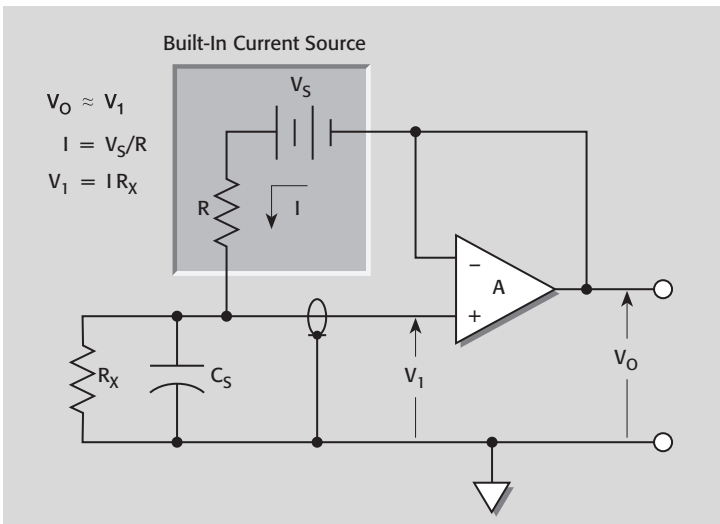 Built-In Current Source
V_O ≈ V_1
I = V_S/R
V_1 = I R_X
V_S
R
I
−
A
+
R_X
C_S
V_1
V_O